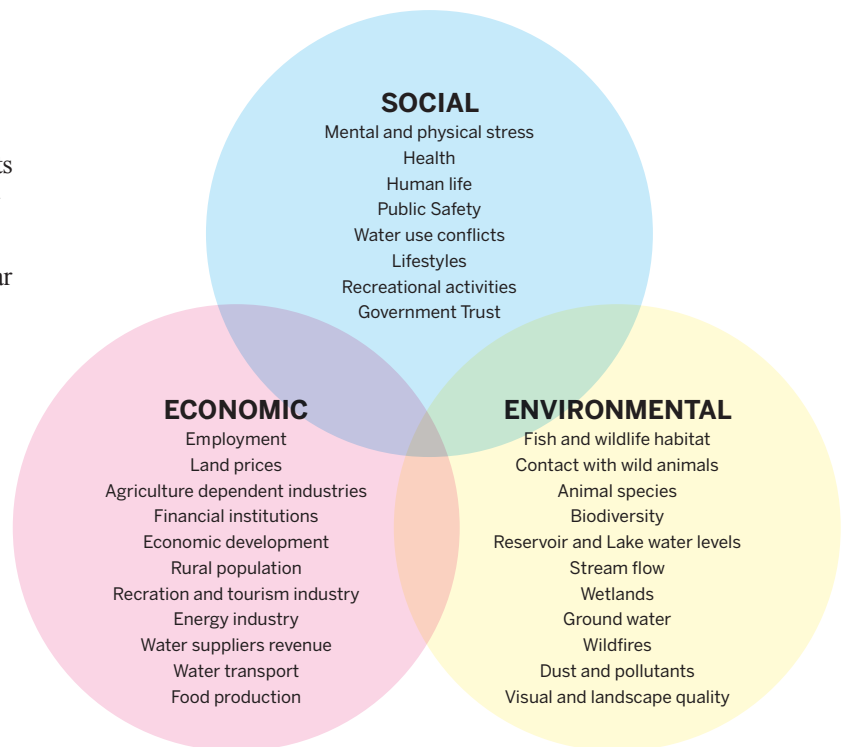 ts
ar
SOCIAL
Mental and physical stress
Health
Human life
Public Safety
Water use conflicts
Lifestyles
Recreational activities
Government Trust
ECONOMIC
Employment
Land prices
Agriculture dependent industries
Financial institutions
Economic development
Rural population
Recration and tourism industry
Energy industry
Water suppliers revenue
Water transport
Food production
ENVIRONMENTAL
Fish and wildlife habitat
Contact with wild animals
Animal species
Biodiversity
Reservoir and Lake water levels
Stream flow
Wetlands
Ground water
Wildfires
Dust and pollutants
Visual and landscape quality